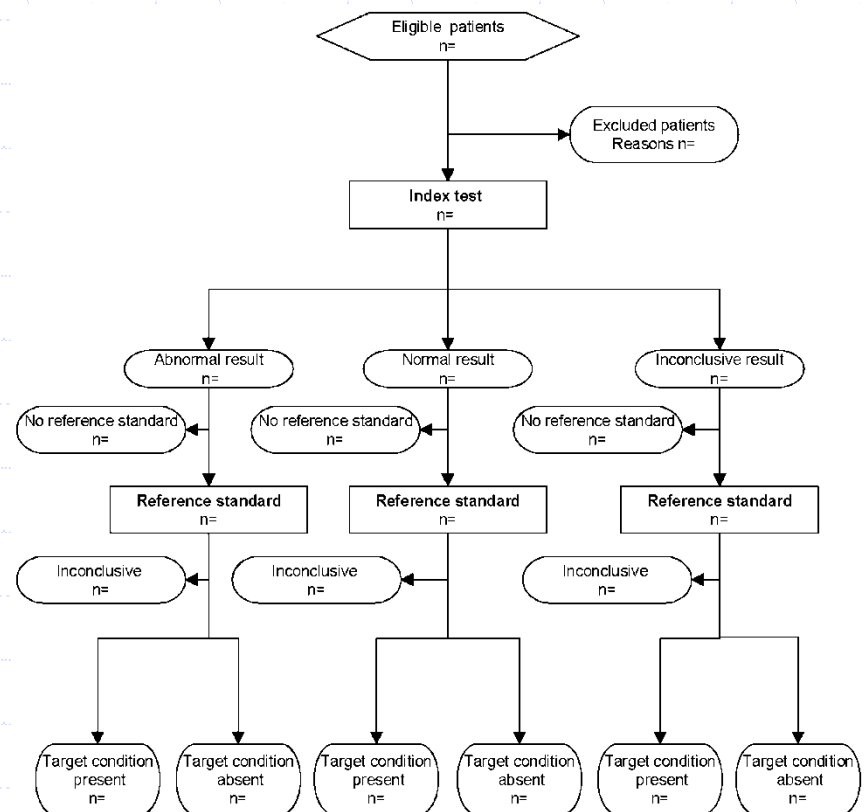 Eligible patients
n=
Excluded patients
Reasons n=
Index test
n=
Abnormal result
n=
Normal result
n=
Inconclusive result
n=
No reference standard
n=
No reference standard
n=
No reference standard
n=
Reference standard
n=
Reference standard
n=
Reference standard
n=
Inconclusive
n=
Inconclusive
n=
Inconclusive
n=
Target condition
present
n=
Target condition
absent
n=
Target condition
present
n=
Target condition
absent
n=
Target condition
present
n=
Target condition
absent
n=